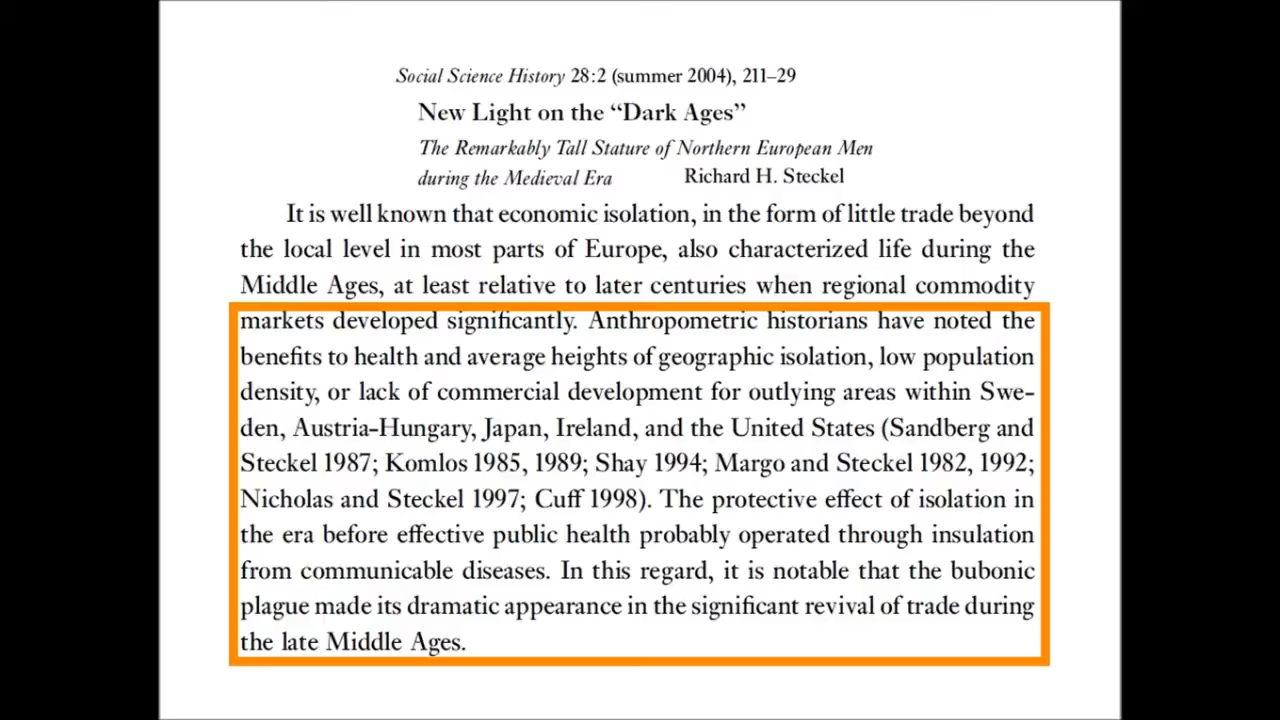 Social Science History 28:2 (summer 2004), 211–29
New Light on the “Dark Ages”
The Remarkably Tall Stature of Northern European Men
during the Medieval Era Richard H. Steckel
It is well known that economic isolation, in the form of little trade beyond
the local level in most parts of Europe, also characterized life during the
Middle Ages, at least relative to later centuries when regional commodity
markets developed significantly. Anthropometric historians have noted the
benefits to health and average heights of geographic isolation, low population
density, or lack of commercial development for outlying areas within Swe-
den, Austria-Hungary, Japan, Ireland, and the United States (Sandberg and
Steckel 1987; Komlos 1985, 1989; Shay 1994; Margo and Steckel 1982, 1992;
Nicholas and Steckel 1997; Cuff 1998). The protective effect of isolation in
the era before effective public health probably operated through insulation
from communicable diseases. In this regard, it is notable that the bubonic
plague made its dramatic appearance in the significant revival of trade during
the late Middle Ages.